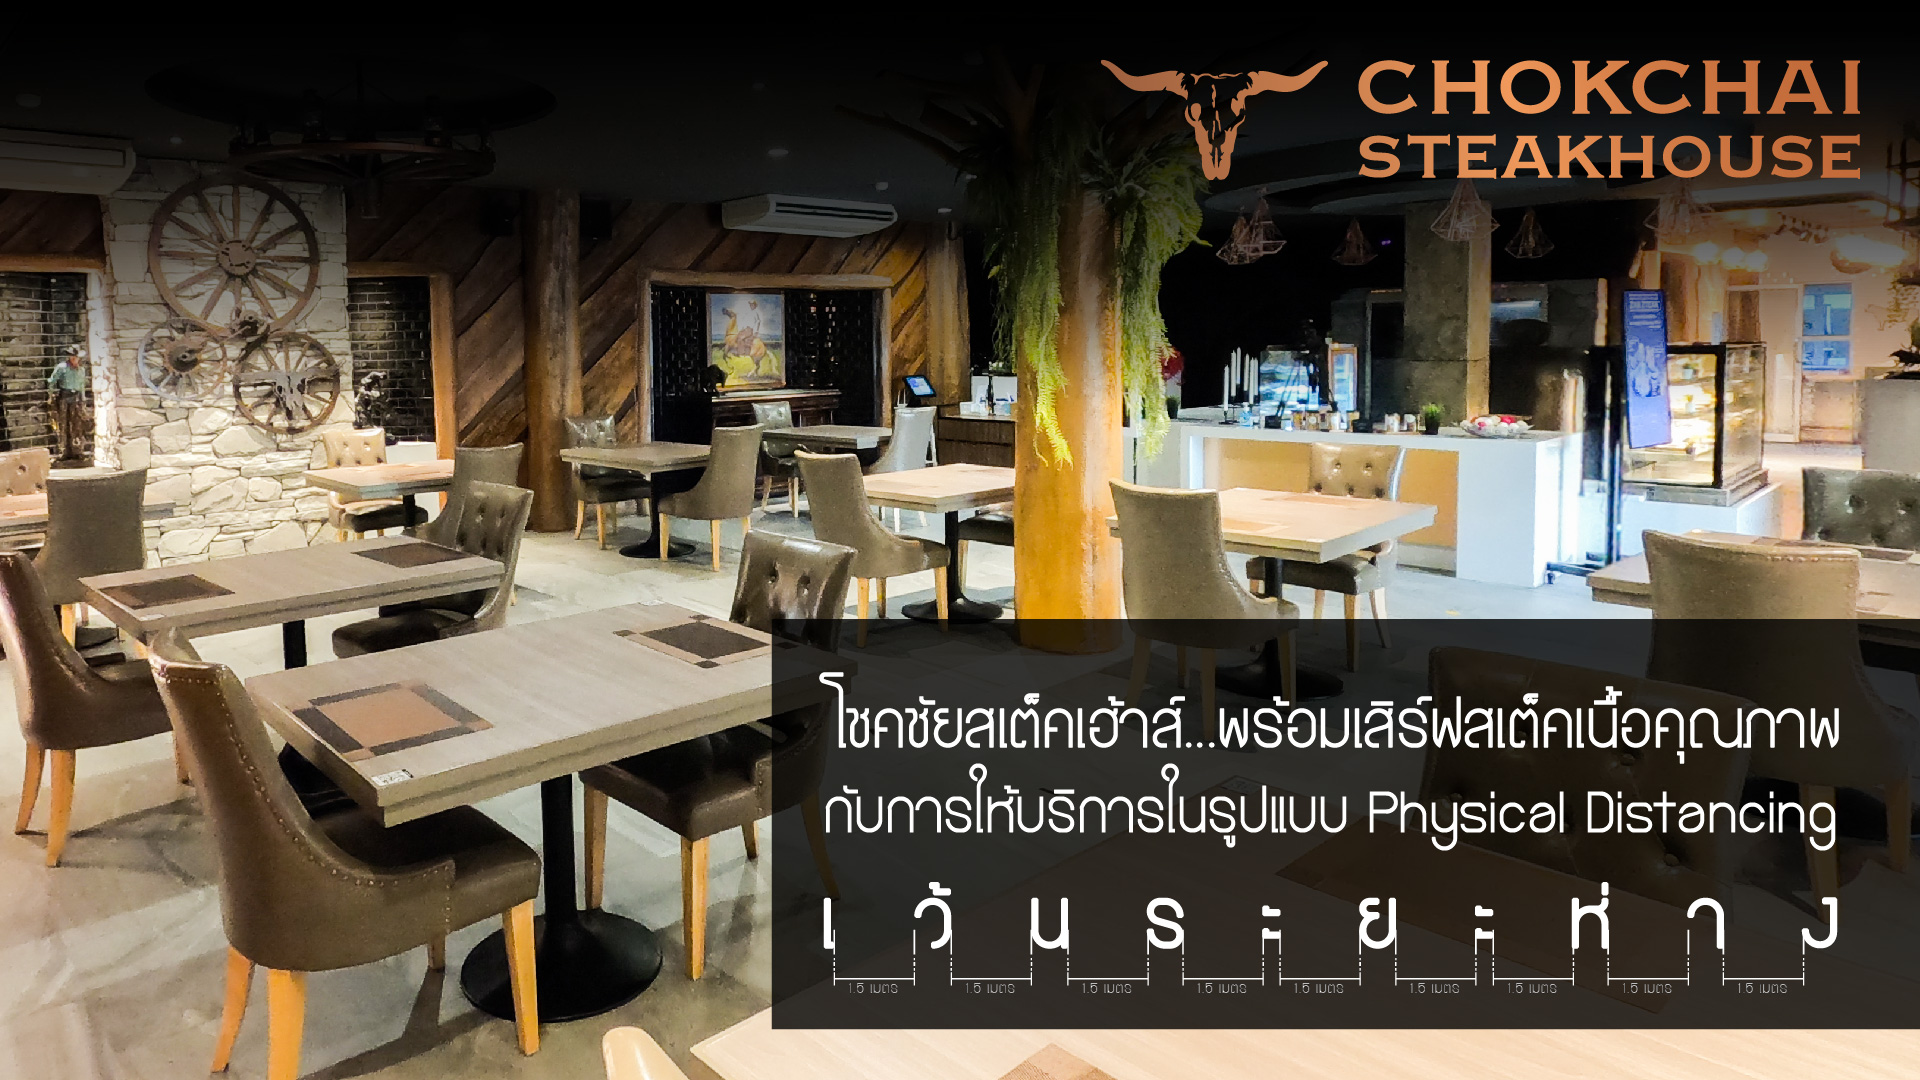 CHOKCHAI
STEAKHOUSE
โชคชัยสเต็คเฮ้าส์...พร้อมเสิร์ฟสเต็คเนื้อคุณภาพ
กับการให้บริการในรูปแบบ Physical Distancing
เว้นระยะห่าง
1.5 เมตร 1.5 เมตร 1.5 เมตร 1.5 เมตร 1.5 เมตร 1.5 เมตร 1.5 เมตร 1.5 เมตร 1.5 เมตร